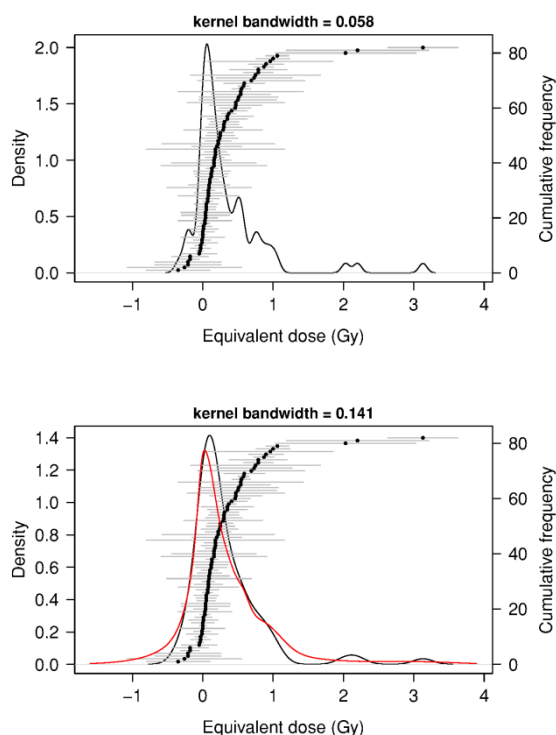 kernel bandwidth = 0.058
2.0
1.5
1.0
0.5
0.0
Density
80
60
40
20
0
Cumulative frequency
−1 0 1 2 3 4
Equivalent dose (Gy)
kernel bandwidth = 0.141
1.4
1.2
1.0
0.8
0.6
0.4
0.2
0.0
Density
80
60
40
20
0
Cumulative frequency
−1 0 1 2 3 4
Equivalent dose (Gy)